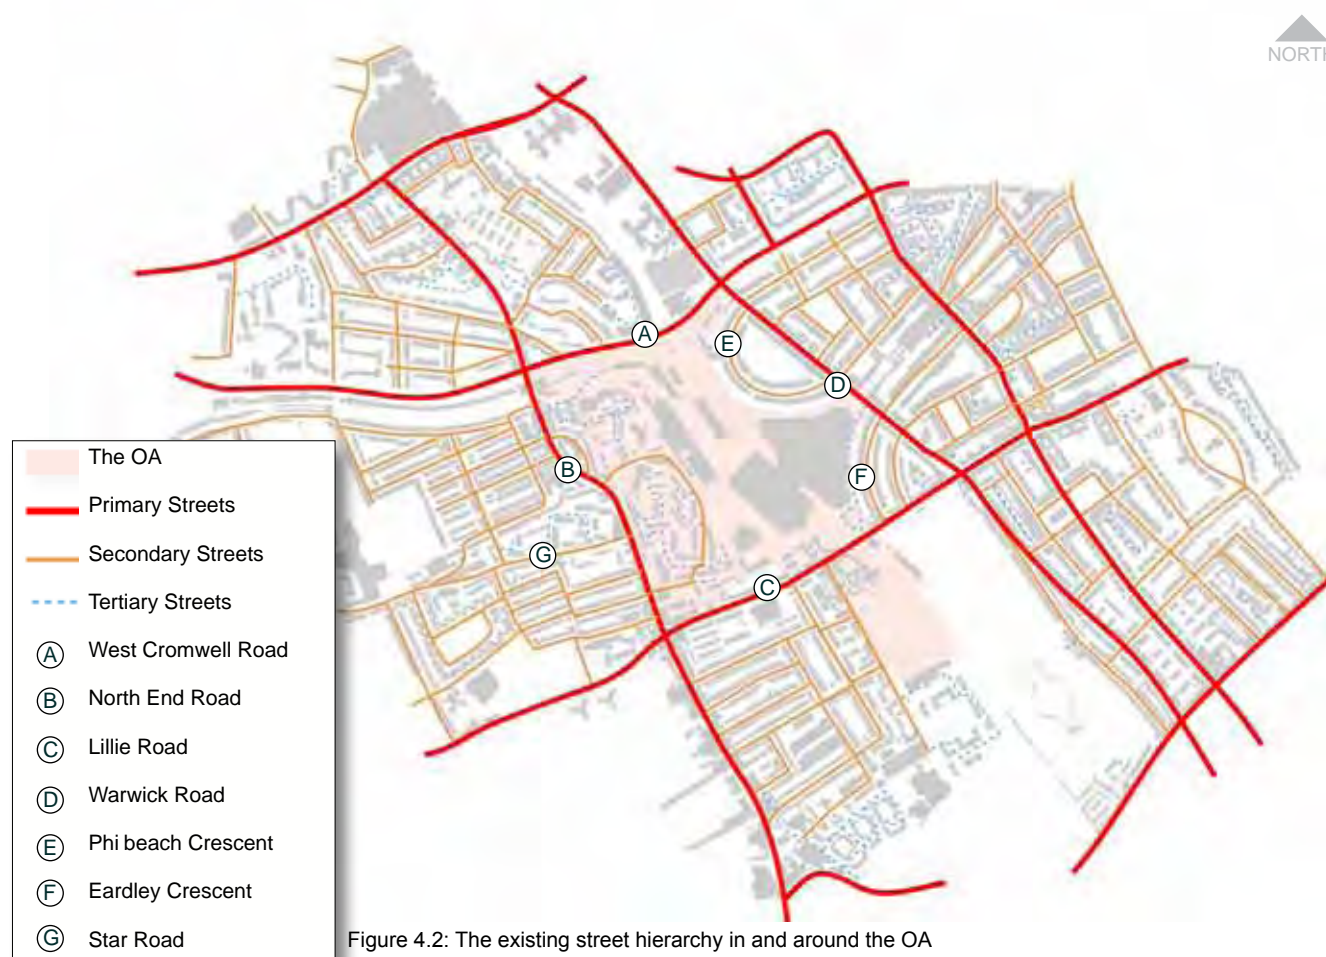 NORTH
The OA
Primary Streets
Secondary Streets
Tertiary Streets
A West Cromwell Road
B North End Road
C Lillie Road
D Warwick Road
E Phi beach Crescent
F Eardley Crescent
G Star Road
A
E
D
B
F
G
C
Figure 4.2: The existing street hierarchy in and around the OA